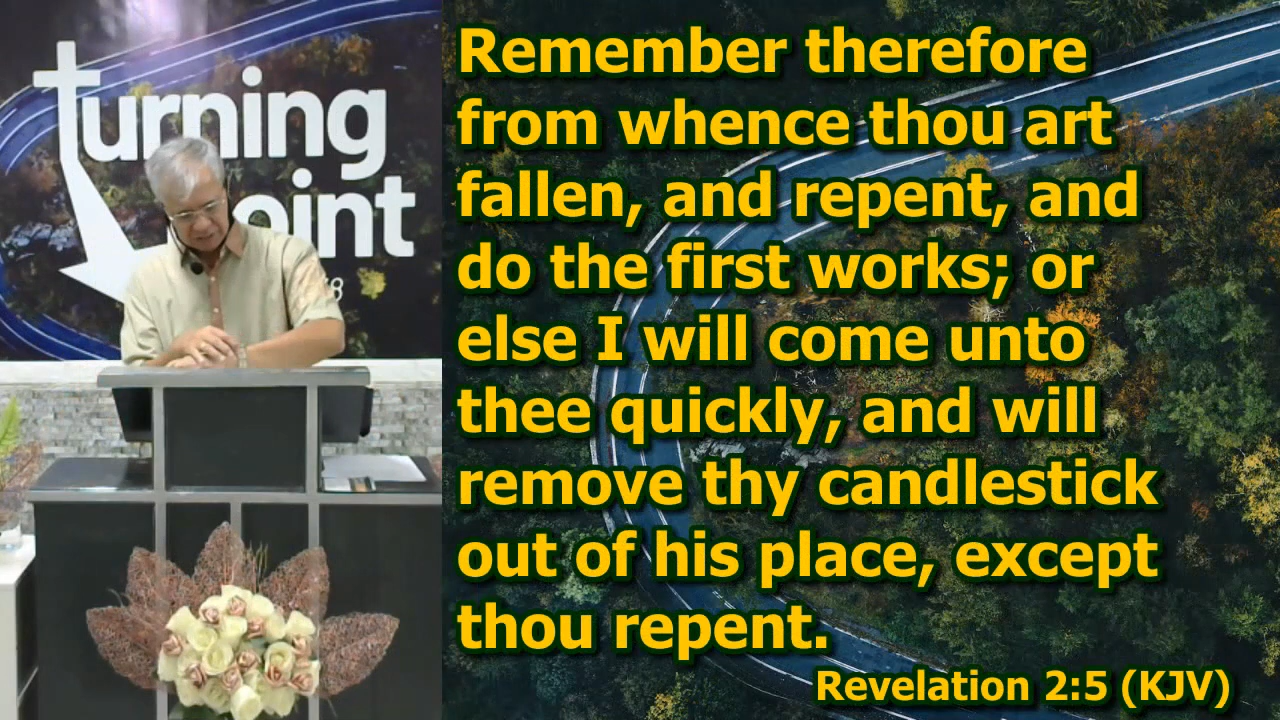 turning
point
Remember therefore
from whence thou art
fallen, and repent, and
do the first works; or
else I will come unto
thee quickly, and will
remove thy candlestick
out of his place, except
thou repent.
Revelation 2:5 (KJV)